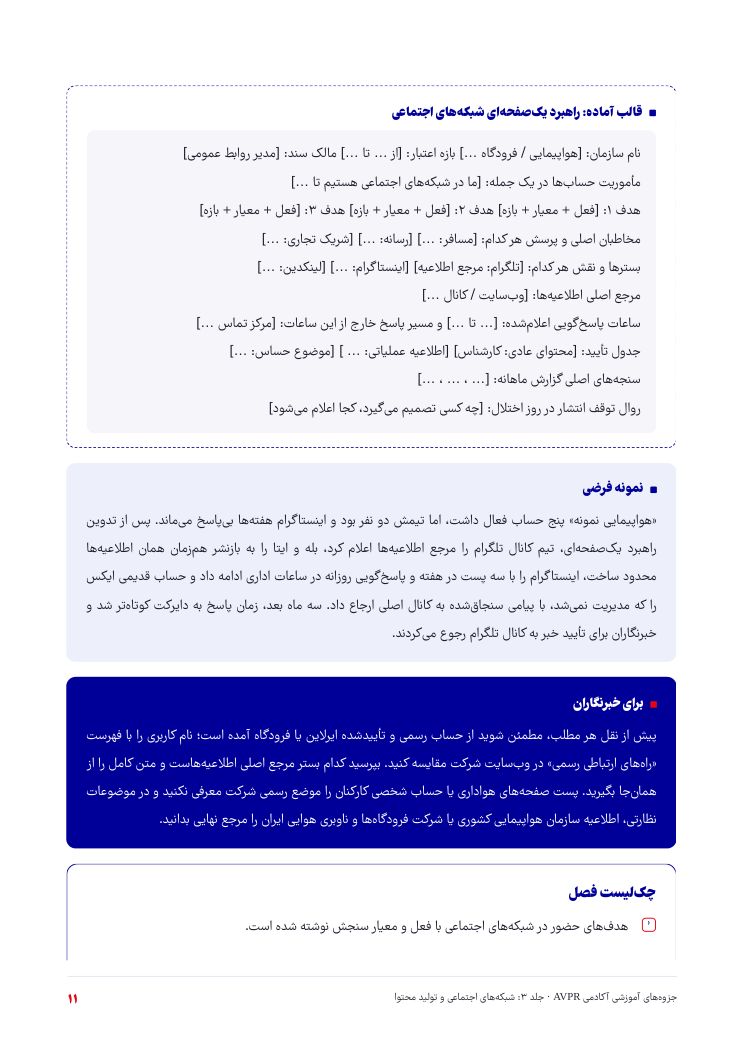 قالب آماده: راهبرد یک‌صفحه‌ای شبکه‌های اجتماعی
نام سازمان: [هواپیمایی / فرودگاه ...] بازه اعتبار: [از ... تا ...] مالک سند: [مدیر روابط عمومی]
مأموریت حساب‌ها در یک جمله: [ما در شبکه‌های اجتماعی هستیم تا ...]
هدف ۱: [فعل + معیار + بازه] هدف ۲: [فعل + معیار + بازه] هدف ۳: [فعل + معیار + بازه]
مخاطبان اصلی و پرسش هر کدام: [مسافر: ...] [رسانه: ...] [شریک تجاری: ...]
بسترها و نقش هر کدام: [تلگرام: مرجع اطلاعیه] [اینستاگرام: ...] [لینکدین: ...]
مرجع اصلی اطلاعیه‌ها: [وب‌سایت / کانال ...]
ساعات پاسخ‌گویی اعلام‌شده: [... تا ...] و مسیر پاسخ خارج از این ساعات: [مرکز تماس ...]
جدول تأیید: [محتوای عادی: کارشناس] [اطلاعیه عملیاتی: ... ] [موضوع حساس: ...]
سنجه‌های اصلی گزارش ماهانه: [... ، ... ، ...]
روال توقف انتشار در روز اختلال: [چه کسی تصمیم می‌گیرد، کجا اعلام می‌شود]
نمونه فرضی
«هواپیمایی نمونه» پنج حساب فعال داشت، اما تیمش دو نفر بود و اینستاگرام هفته‌ها بی‌پاسخ می‌ماند. پس از تدوین
راهبرد یک‌صفحه‌ای، تیم کانال تلگرام را مرجع اطلاعیه‌ها اعلام کرد، بله و ایتا را به بازنشر هم‌زمان همان اطلاعیه‌ها
محدود ساخت، اینستاگرام را با سه پست در هفته و پاسخ‌گویی روزانه در ساعات اداری ادامه داد و حساب قدیمی ایکس
را که مدیریت نمی‌شد، با پیامی سنجاق‌شده به کانال اصلی ارجاع داد. سه ماه بعد، زمان پاسخ به دایرکت کوتاه‌تر شد و
خبرنگاران برای تأیید خبر به کانال تلگرام رجوع می‌کردند.
برای خبرنگاران
پیش از نقل هر مطلب، مطمئن شوید از حساب رسمی و تأییدشده ایرلاین یا فرودگاه آمده است؛ نام کاربری را با فهرست
«راه‌های ارتباطی رسمی» در وب‌سایت شرکت مقایسه کنید. بپرسید کدام بستر مرجع اصلی اطلاعیه‌هاست و متن کامل را از
همان‌جا بگیرید. پست صفحه‌های هواداری یا حساب شخصی کارکنان را موضع رسمی شرکت معرفی نکنید و در موضوعات
نظارتی، اطلاعیه سازمان هواپیمایی کشوری یا شرکت فرودگاه‌ها و ناوبری هوایی ایران را مرجع نهایی بدانید.
چک‌لیست فصل
۱ هدف‌های حضور در شبکه‌های اجتماعی با فعل و معیار سنجش نوشته شده است.
جزوه‌های آموزشی آکادمی AVPR · جلد ۳: شبکه‌های اجتماعی و تولید محتوا
۱۱